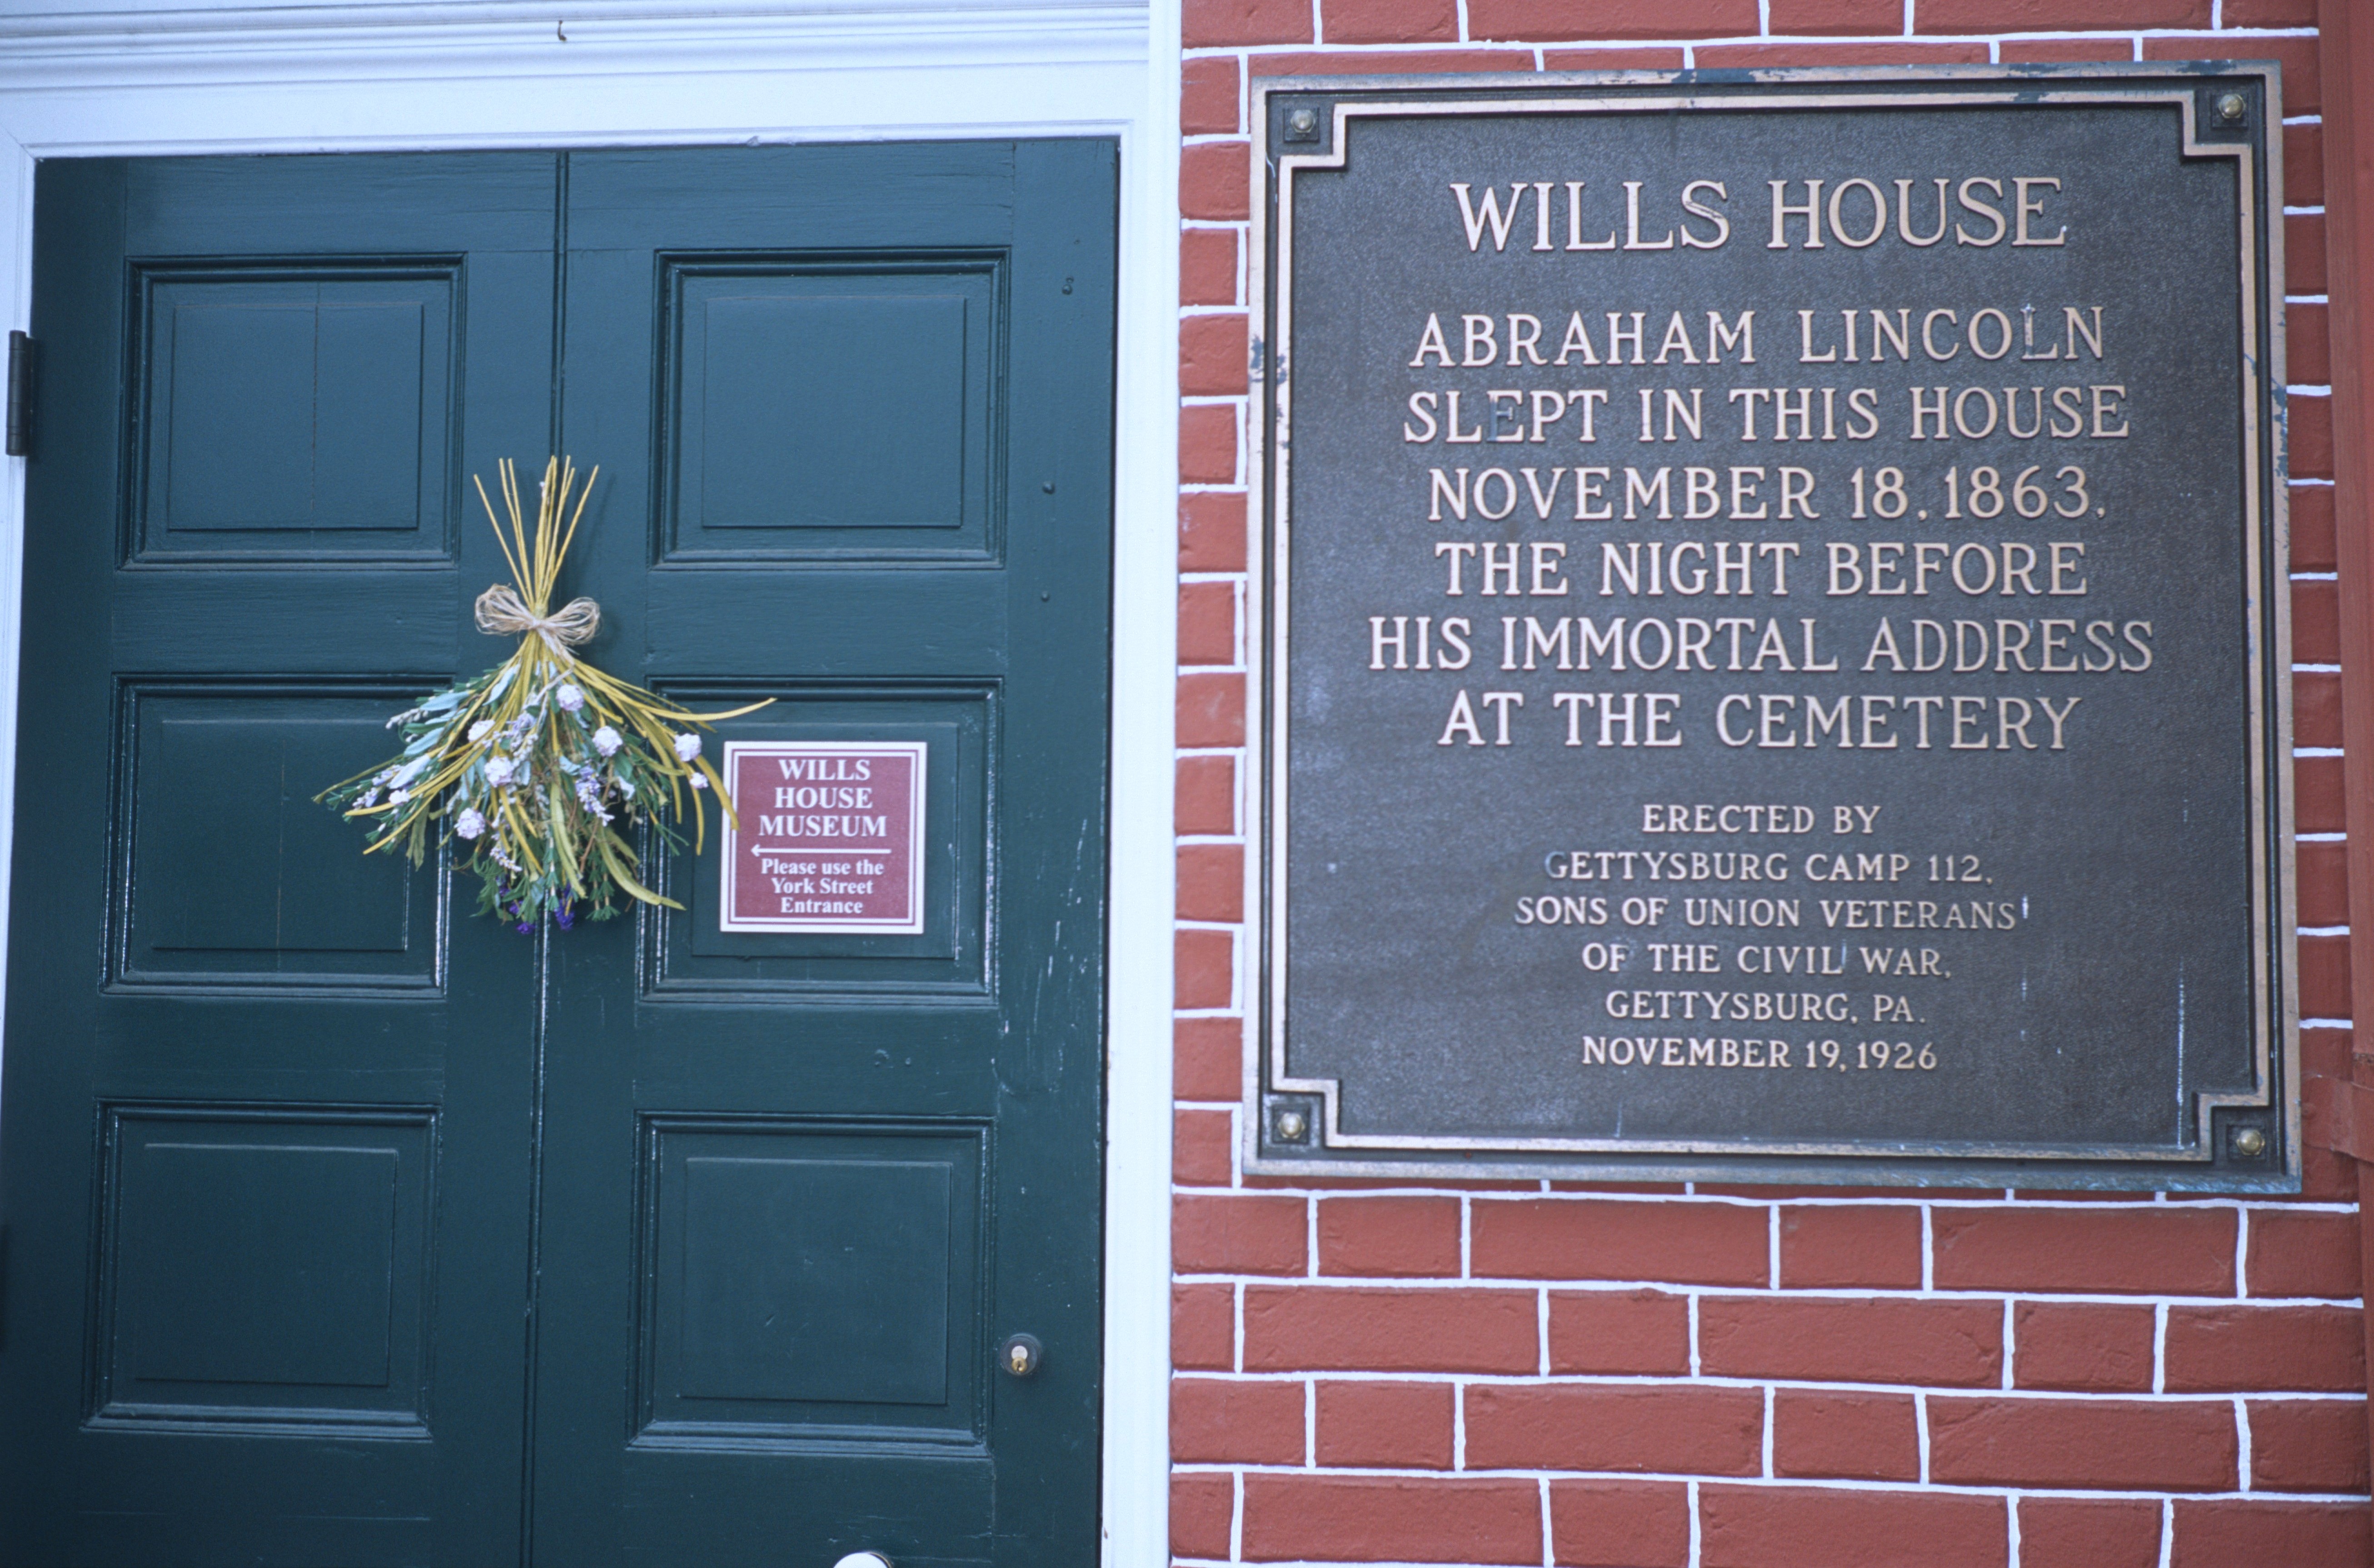 WILLS
HOUSE
MUSEUM
Please use the
York Street
Entrance
WILLS HOUSE
ABRAHAM LINCOLN
SLEPT IN THIS HOUSE
NOVEMBER 18, 1863,
THE NIGHT BEFORE
HIS IMMORTAL ADDRESS
AT THE CEMETERY
ERECTED BY
GETTYSBURG CAMP 112,
SONS OF UNION VETERANS
OF THE CIVIL WAR,
GETTYSBURG, PA.
NOVEMBER 19, 1926